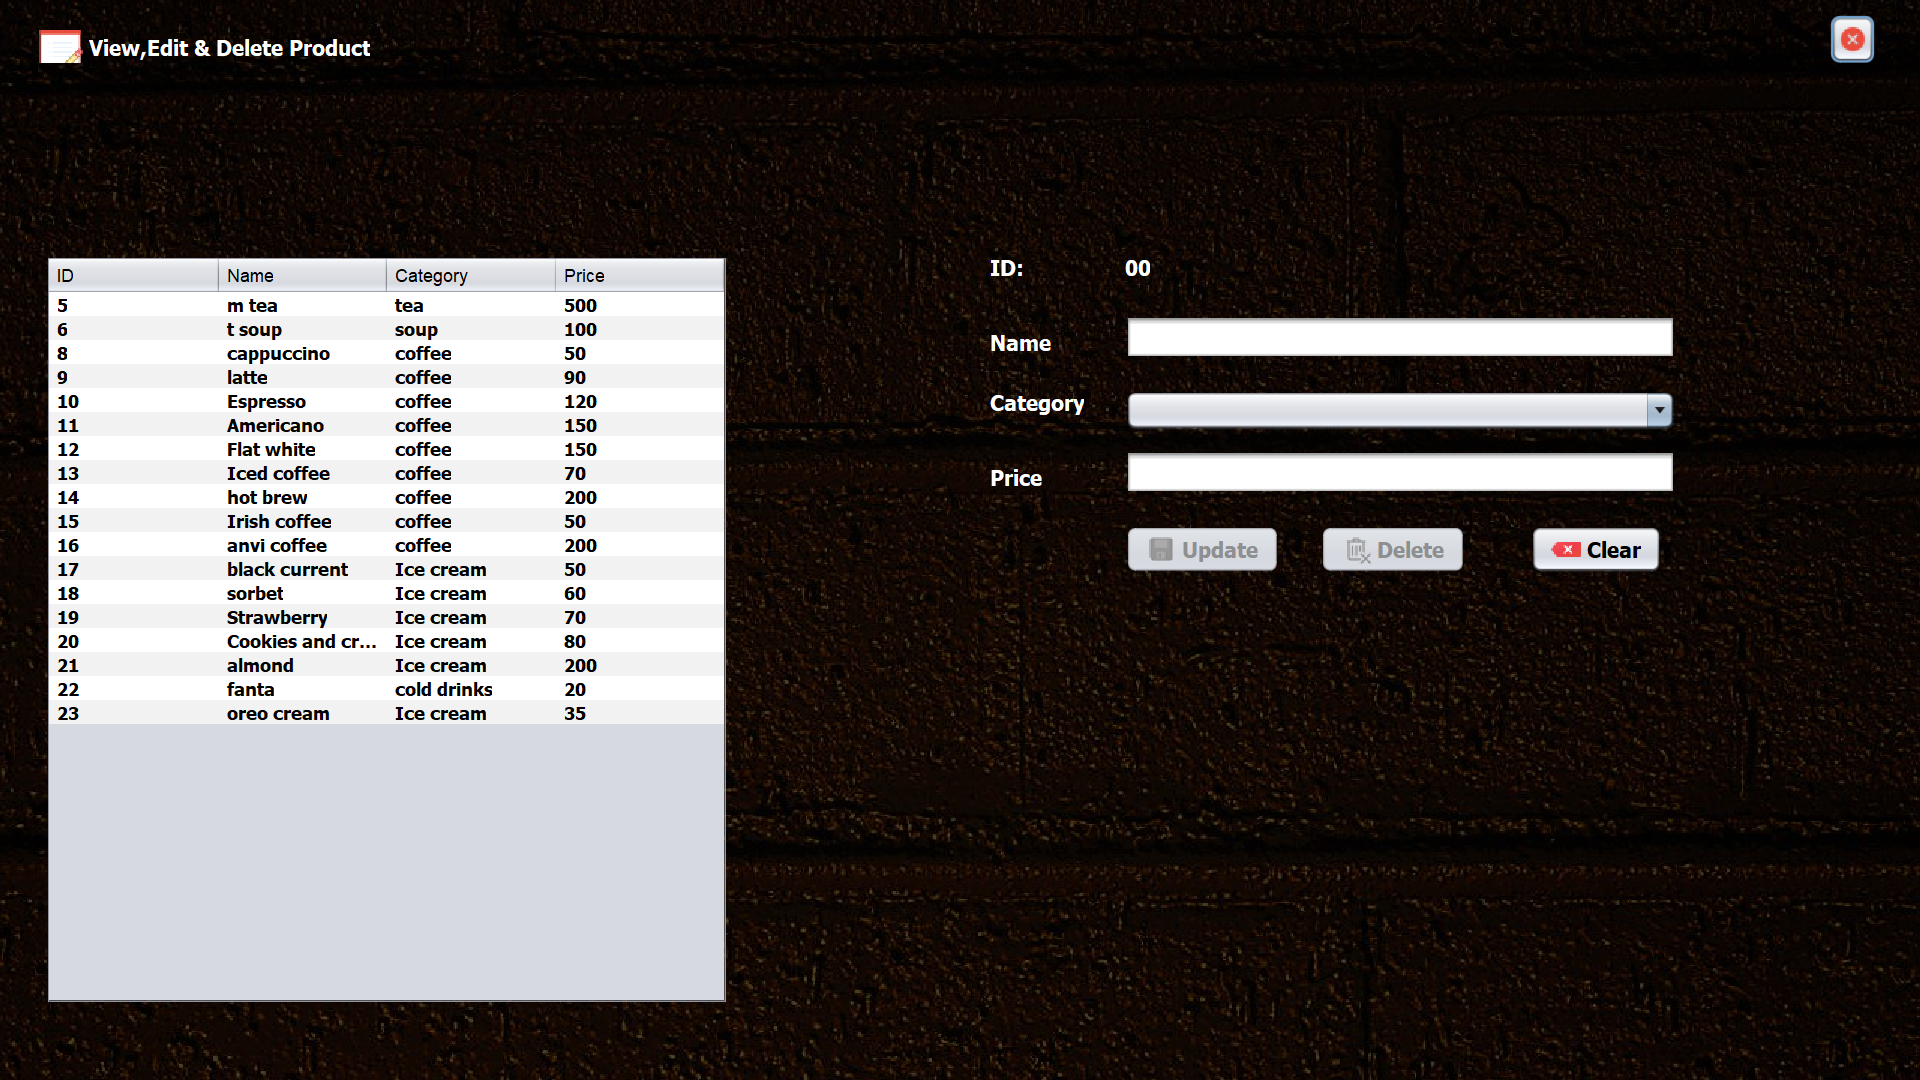 View,Edit & Delete Product
ID Name Category Price
5 m tea tea 500
6 t soup soup 100
8 cappuccino coffee 50
9 latte coffee 90
10 Espresso coffee 120
11 Americano coffee 150
12 Flat white coffee 150
13 Iced coffee coffee 70
14 hot brew coffee 200
15 Irish coffee coffee 50
16 anvi coffee coffee 200
17 black current Ice cream 50
18 sorbet Ice cream 60
19 Strawberry Ice cream 70
20 Cookies and cr... Ice cream 80
21 almond Ice cream 200
22 fanta cold drinks 20
23 oreo cream Ice cream 35
ID: 00
Name
Category
Price
Update Delete Clear